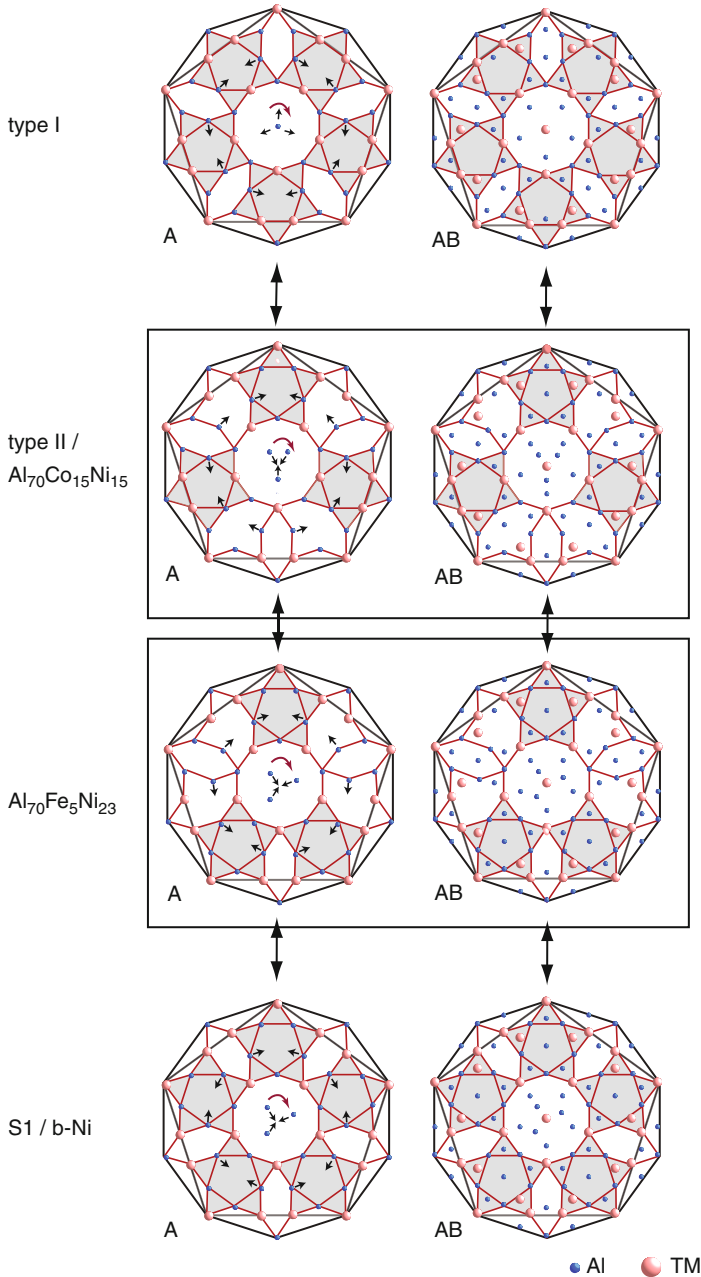 type I
A
AB
type II /
Al70Co15Ni15
A
AB
Al70Fe5Ni23
A
AB
S1 / b-Ni
A
AB
Al
TM